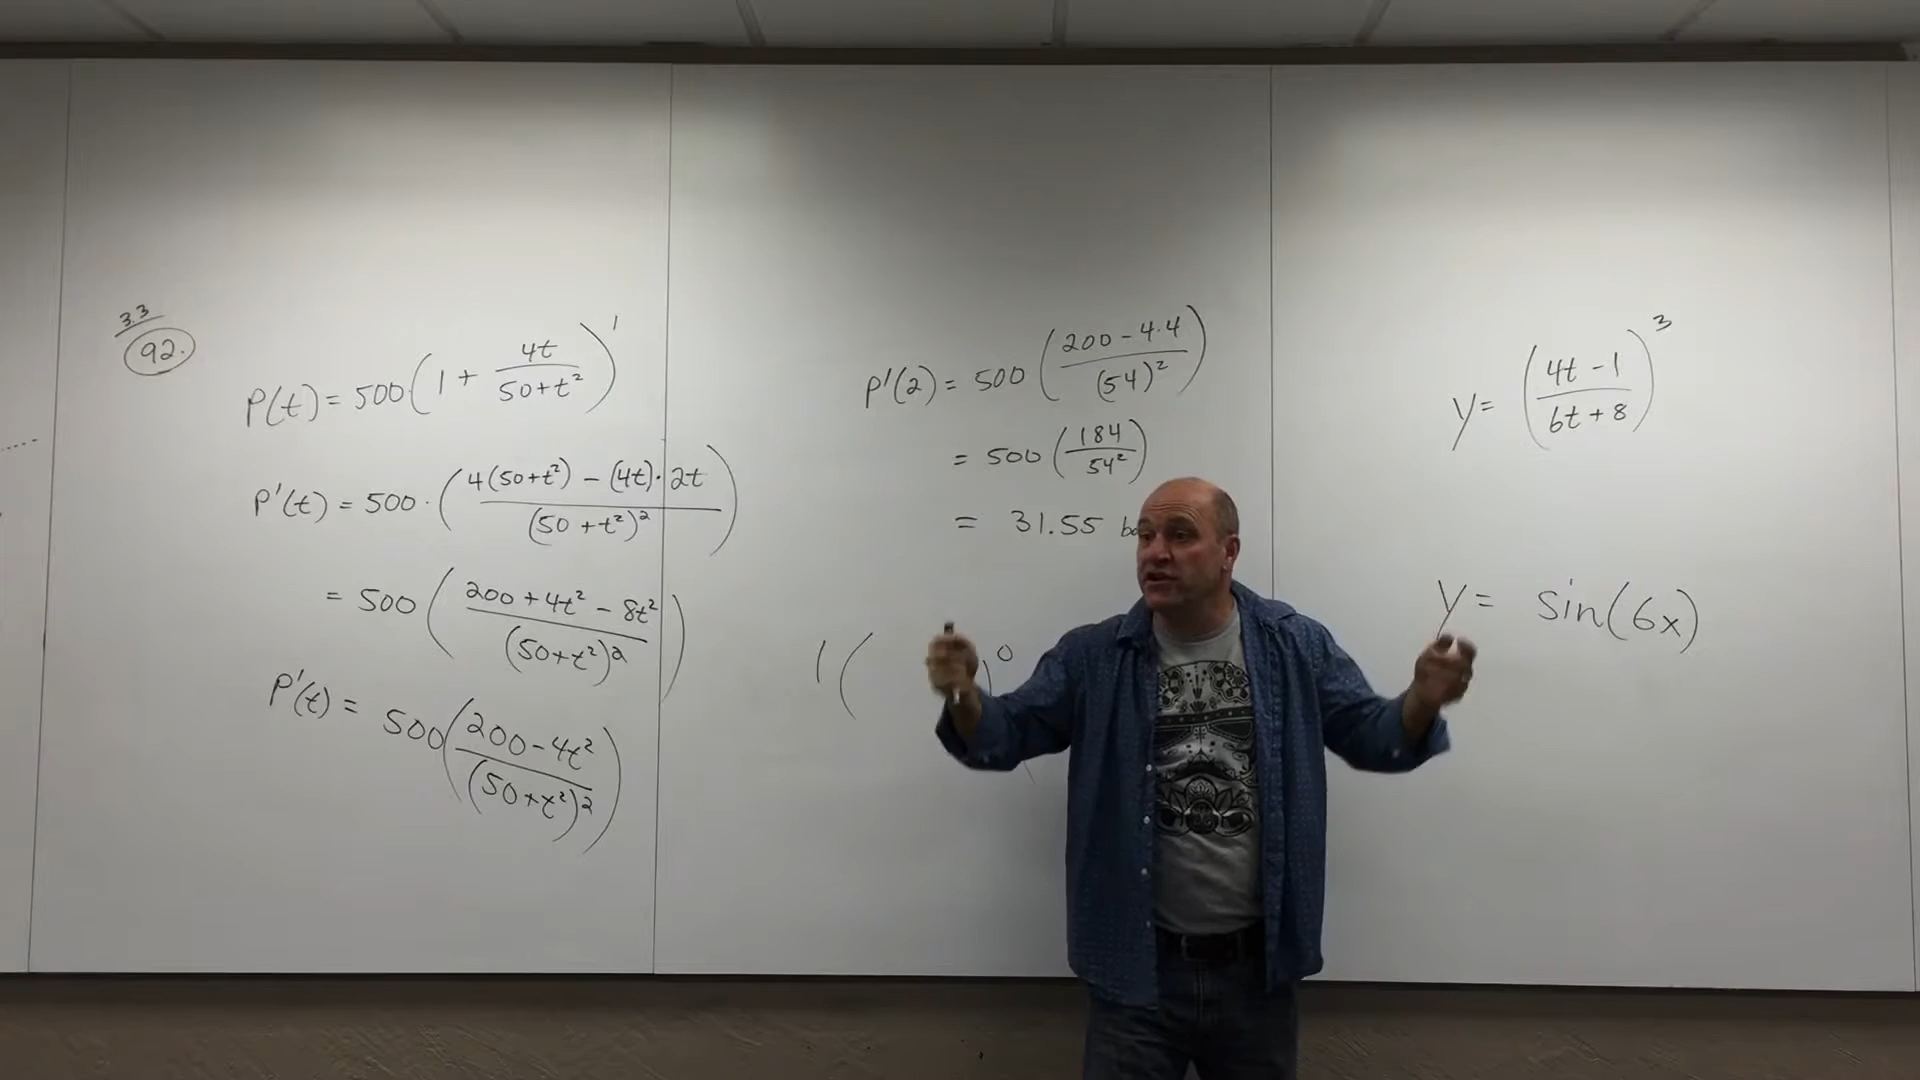 3.3
92.
P(t) = 500 (1 + 4t / 50+t²)¹
P'(t) = 500 · (4(50+t²) - (4t)·2t / (50+t²)²)
= 500 (200+4t²-8t² / (50+t²)²)
P'(t) = 500 (200-4t² / (50+t²)²)
P'(2) = 500 (200-4·4 / (54)²)
= 500 (184 / 54²)
= 31.55
1( )⁰
y = (4t-1 / 6t+8)³
y = sin(6x)